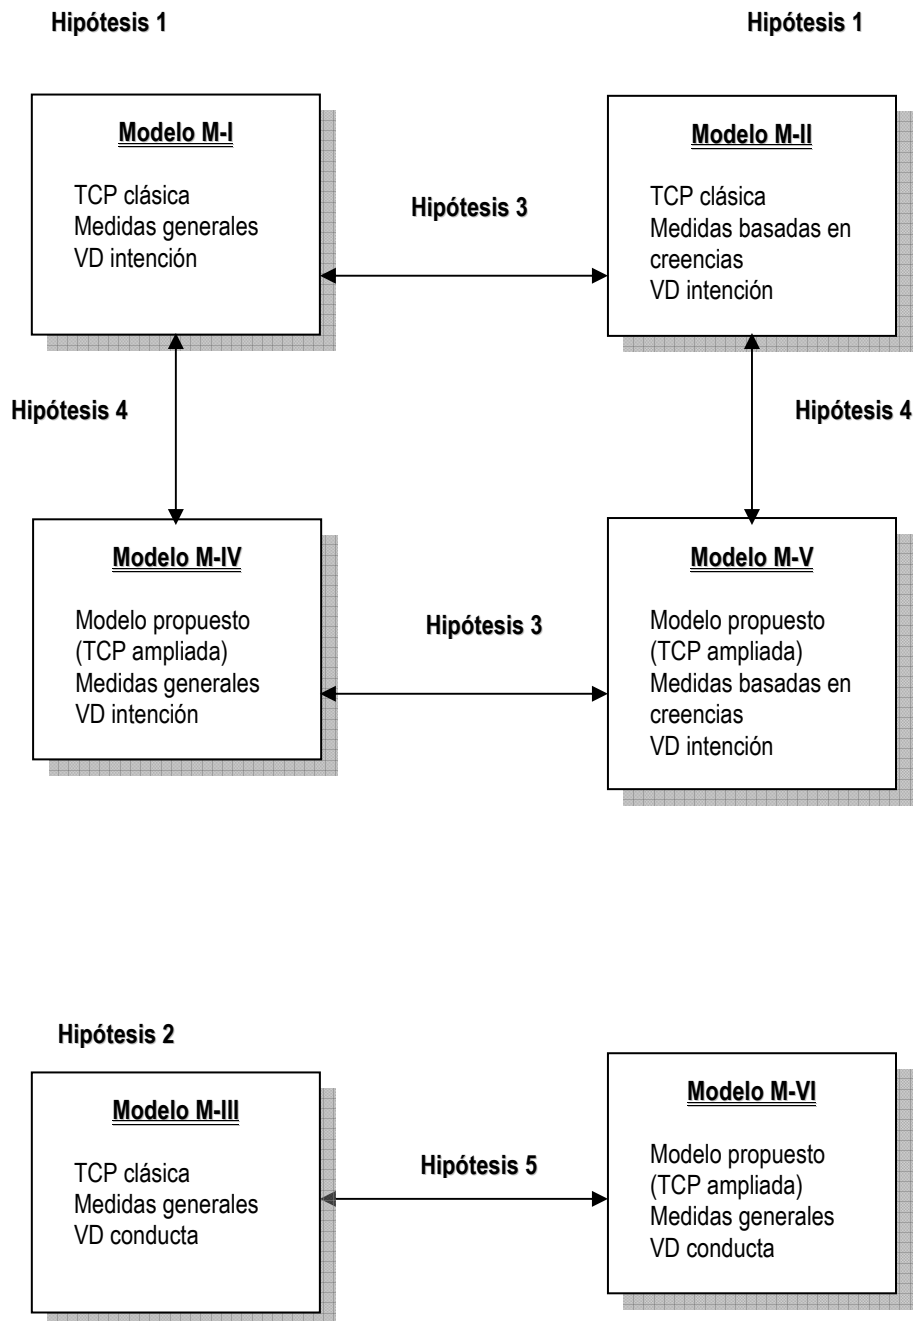 Hipótesis 1
Hipótesis 1
Modelo M-I
TCP clásica
Medidas generales
VD intención
Hipótesis 3
Modelo M-II
TCP clásica
Medidas basadas en
creencias
VD intención
Hipótesis 4
Hipótesis 4
Modelo M-IV
Modelo propuesto
(TCP ampliada)
Medidas generales
VD intención
Hipótesis 3
Modelo M-V
Modelo propuesto
(TCP ampliada)
Medidas basadas en
creencias
VD intención
Hipótesis 2
Modelo M-III
TCP clásica
Medidas generales
VD conducta
Hipótesis 5
Modelo M-VI
Modelo propuesto
(TCP ampliada)
Medidas generales
VD conducta